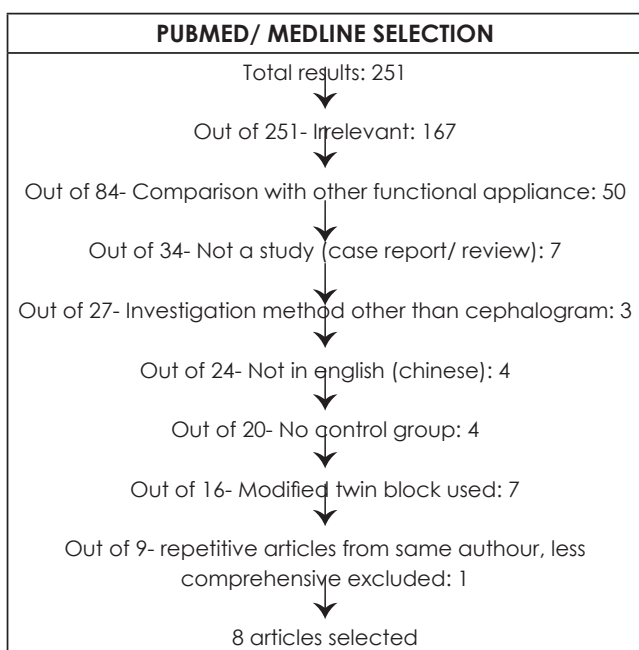 PUBMED/ MEDLINE SELECTION
Total results: 251
Out of 251- Irrelevant: 167
Out of 84- Comparison with other functional appliance: 50
Out of 34- Not a study (case report/ review): 7
Out of 27- Investigation method other than cephalogram: 3
Out of 24- Not in english (chinese): 4
Out of 20- No control group: 4
Out of 16- Modified twin block used: 7
Out of 9- repetitive articles from same authour, less
comprehensive excluded: 1
8 articles selected